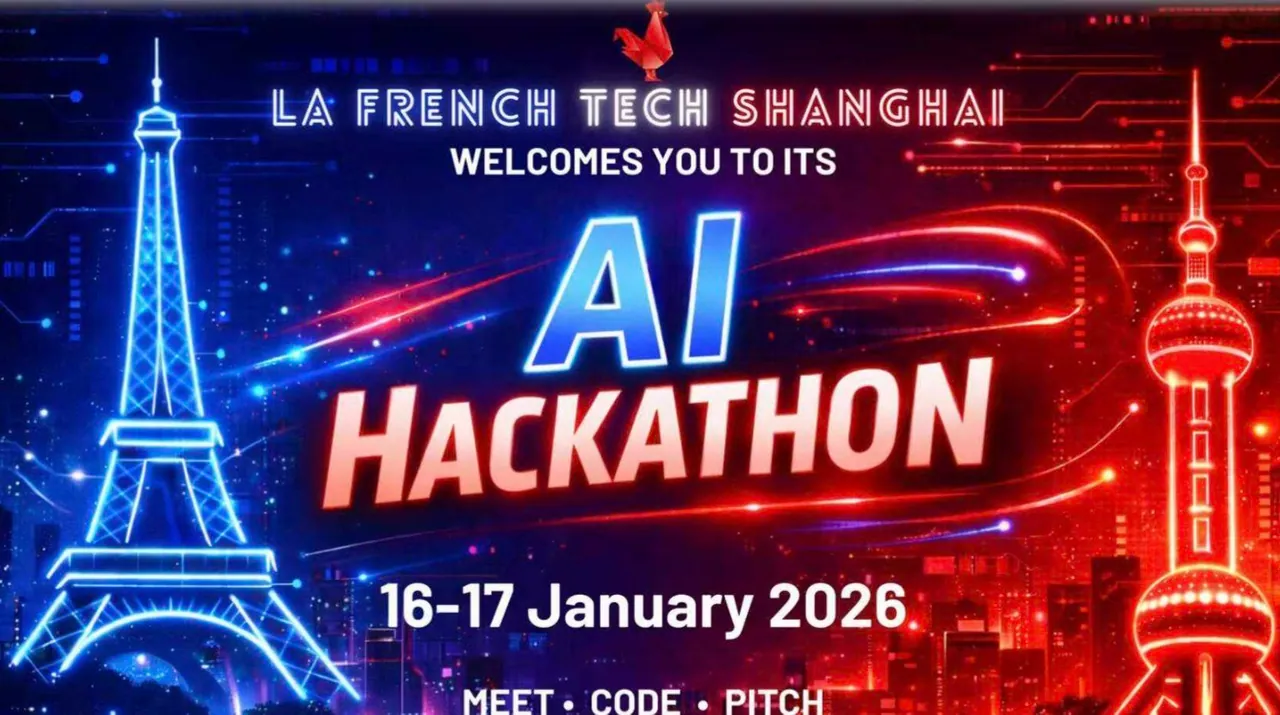 LA FRENCH TECH SHANGHAI
WELCOMES YOU TO ITS
AI
HACKATHON
16-17 January 2026
MEET • CODE • PITCH